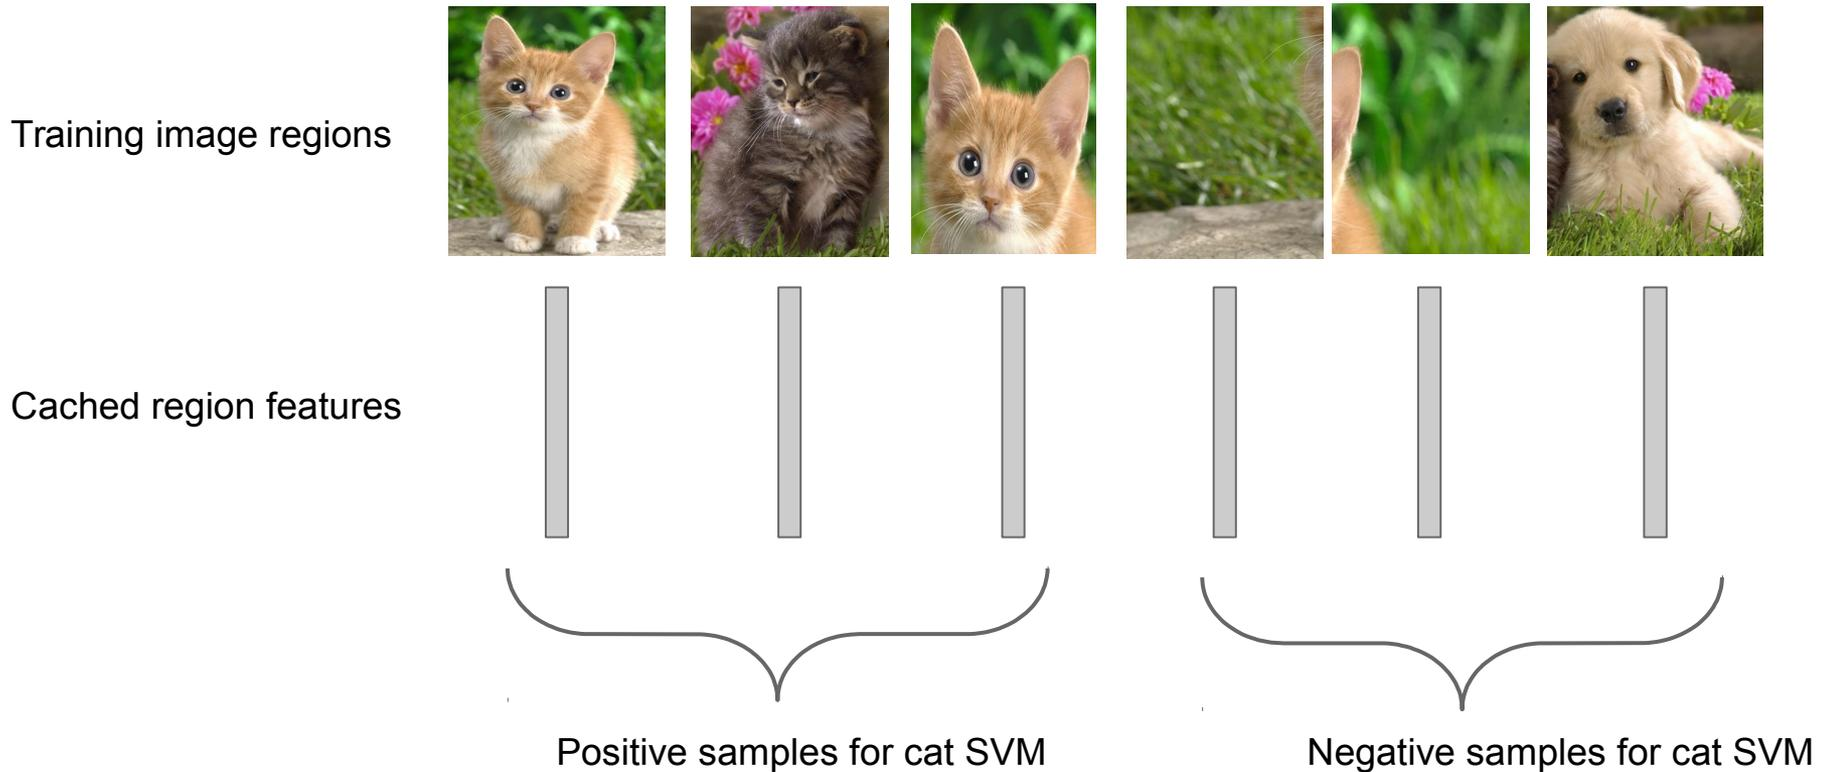 Training image regions
Cached region features
Positive samples for cat SVM
Negative samples for cat SVM